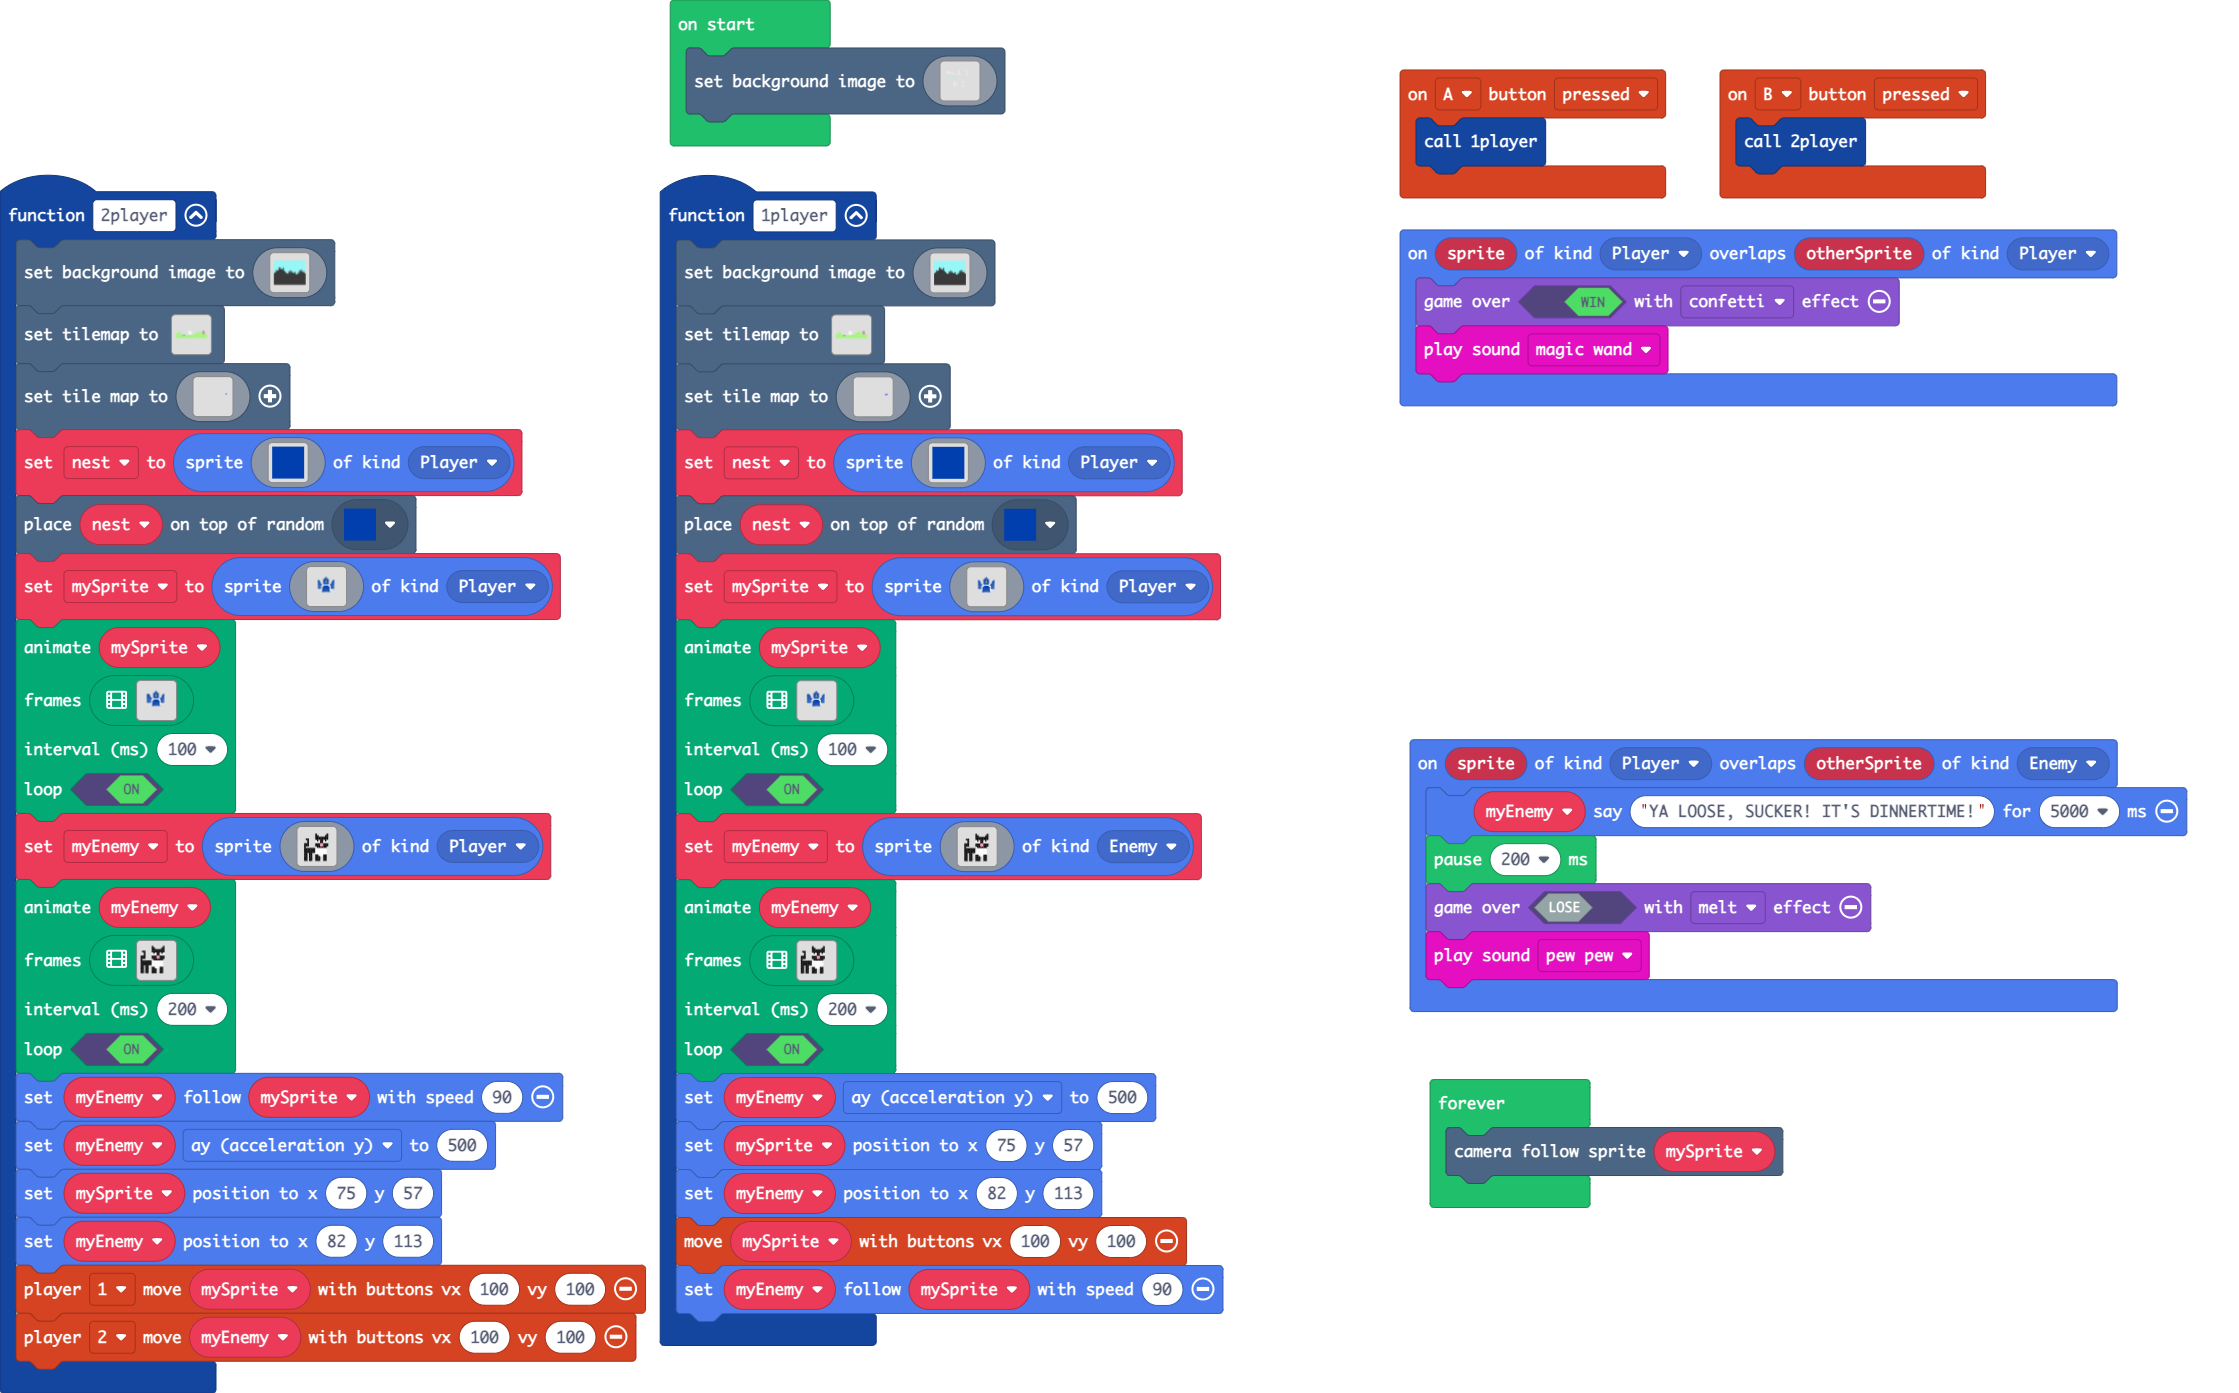 on start
set background image to
function 2player
set background image to
set tilemap to
set tile map to
set nest to sprite of kind Player
place nest on top of random
set mySprite to sprite of kind Player
animate mySprite
frames
interval (ms) 100
loop ON
set myEnemy to sprite of kind Player
animate myEnemy
frames
interval (ms) 200
loop ON
set myEnemy follow mySprite with speed 90
set myEnemy ay (acceleration y) to 500
set mySprite position to x 75 y 57
set myEnemy position to x 82 y 113
player 1 move mySprite with buttons vx 100 vy 100
player 2 move myEnemy with buttons vx 100 vy 100
function 1player
set background image to
set tilemap to
set tile map to
set nest to sprite of kind Player
place nest on top of random
set mySprite to sprite of kind Player
animate mySprite
frames
interval (ms) 100
loop ON
set myEnemy to sprite of kind Enemy
animate myEnemy
frames
interval (ms) 200
loop ON
set myEnemy ay (acceleration y) to 500
set mySprite position to x 75 y 57
set myEnemy position to x 82 y 113
move mySprite with buttons vx 100 vy 100
set myEnemy follow mySprite with speed 90
on A button pressed
call 1player
on B button pressed
call 2player
on sprite of kind Player overlaps otherSprite of kind Player
game over WIN with confetti effect
play sound magic wand
on sprite of kind Player overlaps otherSprite of kind Enemy
myEnemy say "YA LOOSE, SUCKER! IT'S DINNERTIME!" for 5000 ms
pause 200 ms
game over LOSE with melt effect
play sound pew pew
forever
camera follow sprite mySprite